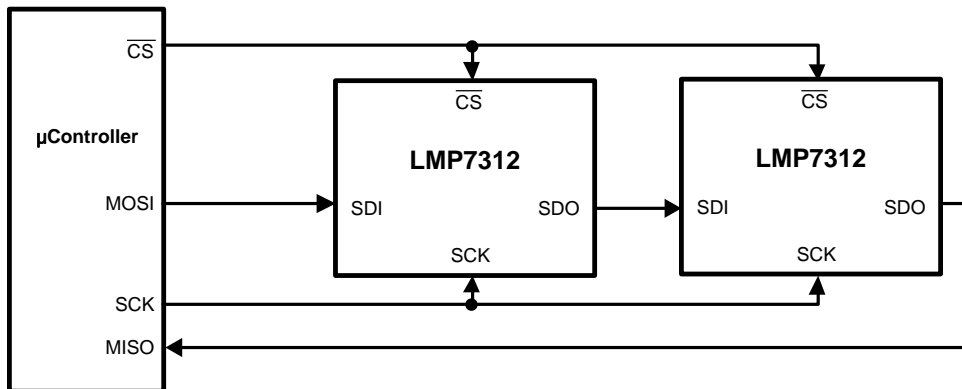 CS
µController
MOSI
SCK
MISO
CS
LMP7312
SDI
SDO
SCK
CS
LMP7312
SDI
SDO
SCK